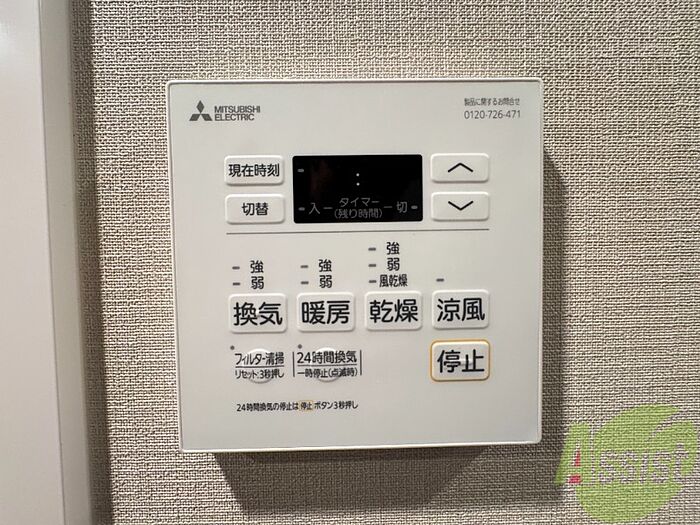 MITSUBISHI
ELECTRIC
製品に関するお問合せ
0120-726-471
現在時刻
切替
:
入 タイマー 切
(残り時間)
強
強
強
弱
弱
弱
風乾燥
換気
暖房
乾燥
涼風
フィルター清掃
リセット:3秒押し
24時間換気
一時停止(点滅時)
停止
24時間換気の停止は停止ボタン3秒押し
Assist